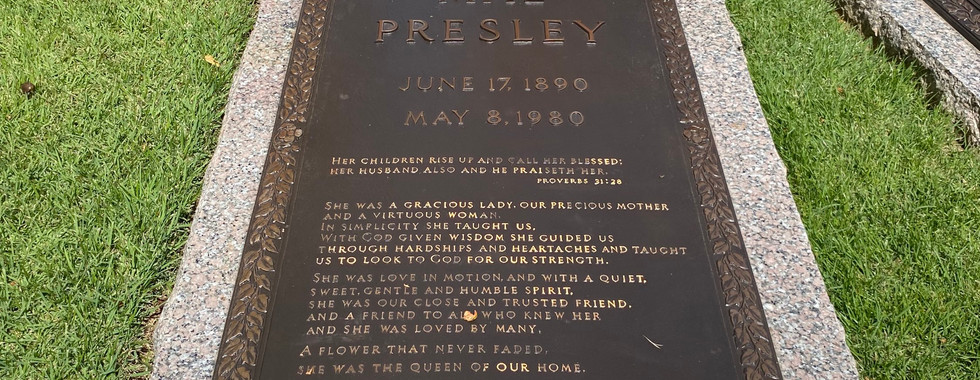 PRESLEY
JUNE 17, 1890
MAY 8, 1980
HER CHILDREN RISE UP AND CALL HER BLESSED;
HER HUSBAND ALSO AND HE PRAISETH HER.
PROVERBS 31:28
SHE WAS A GRACIOUS LADY, OUR PRECIOUS MOTHER
AND A VIRTUOUS WOMAN.
IN SIMPLICITY SHE TAUGHT US,
WITH GOD GIVEN WISDOM SHE GUIDED US
THROUGH HARDSHIPS AND HEARTACHES AND TAUGHT
US TO LOOK TO GOD FOR OUR STRENGTH.
SHE WAS LOVE IN MOTION, AND WITH A QUIET,
SWEET, GENTLE AND HUMBLE SPIRIT,
SHE WAS OUR CLOSE AND TRUSTED FRIEND,
AND A FRIEND TO ALL WHO KNEW HER
AND SHE WAS LOVED BY MANY.
A FLOWER THAT NEVER FADED,
SHE WAS THE QUEEN OF OUR HOME.